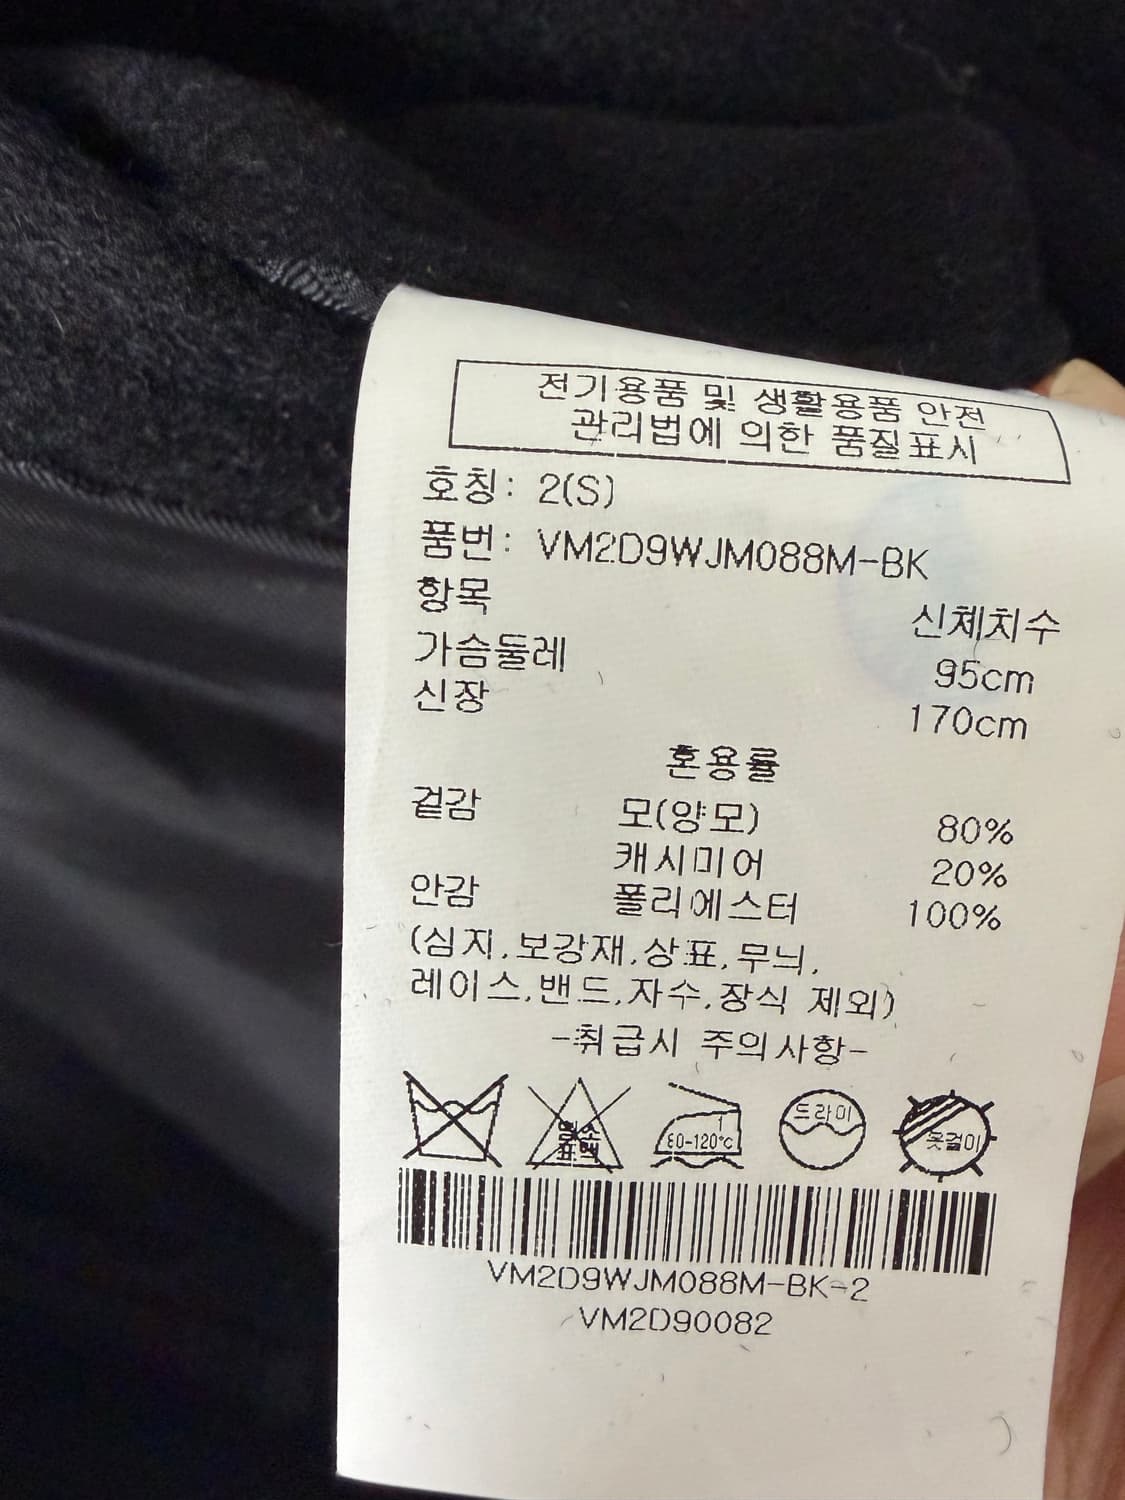 전기용품 및 생활용품 안전
관리법에 의한 품질표시
호칭: 2(S)
품번: VM2D9WJM088M-BK
항목 신체치수
가슴둘레 95cm
신장 170cm
혼용률
겉감 모(양모) 80%
캐시미어 20%
안감 폴리에스터 100%
(심지,보강재,상표,무늬,
레이스,밴드,자수,장식 제외)
-취급시 주의사항-
염소 표백 1 80-120℃ 드라이 옷걸이
VM2D9WJM088M-BK-2
VM2D90082